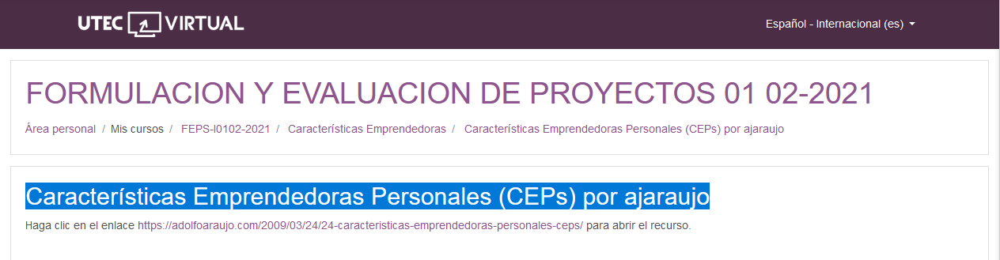 UTEC VIRTUAL
Español - Internacional (es)
FORMULACION Y EVALUACION DE PROYECTOS 01 02-2021
Área personal / Mis cursos / FEPS-I0102-2021 / Características Emprendedoras / Características Emprendedoras Personales (CEPs) por ajaraujo
Características Emprendedoras Personales (CEPs) por ajaraujo
Haga clic en el enlace https://adolfoaraujo.com/2009/03/24/24-caracteristicas-emprendedoras-personales-ceps/ para abrir el recurso.